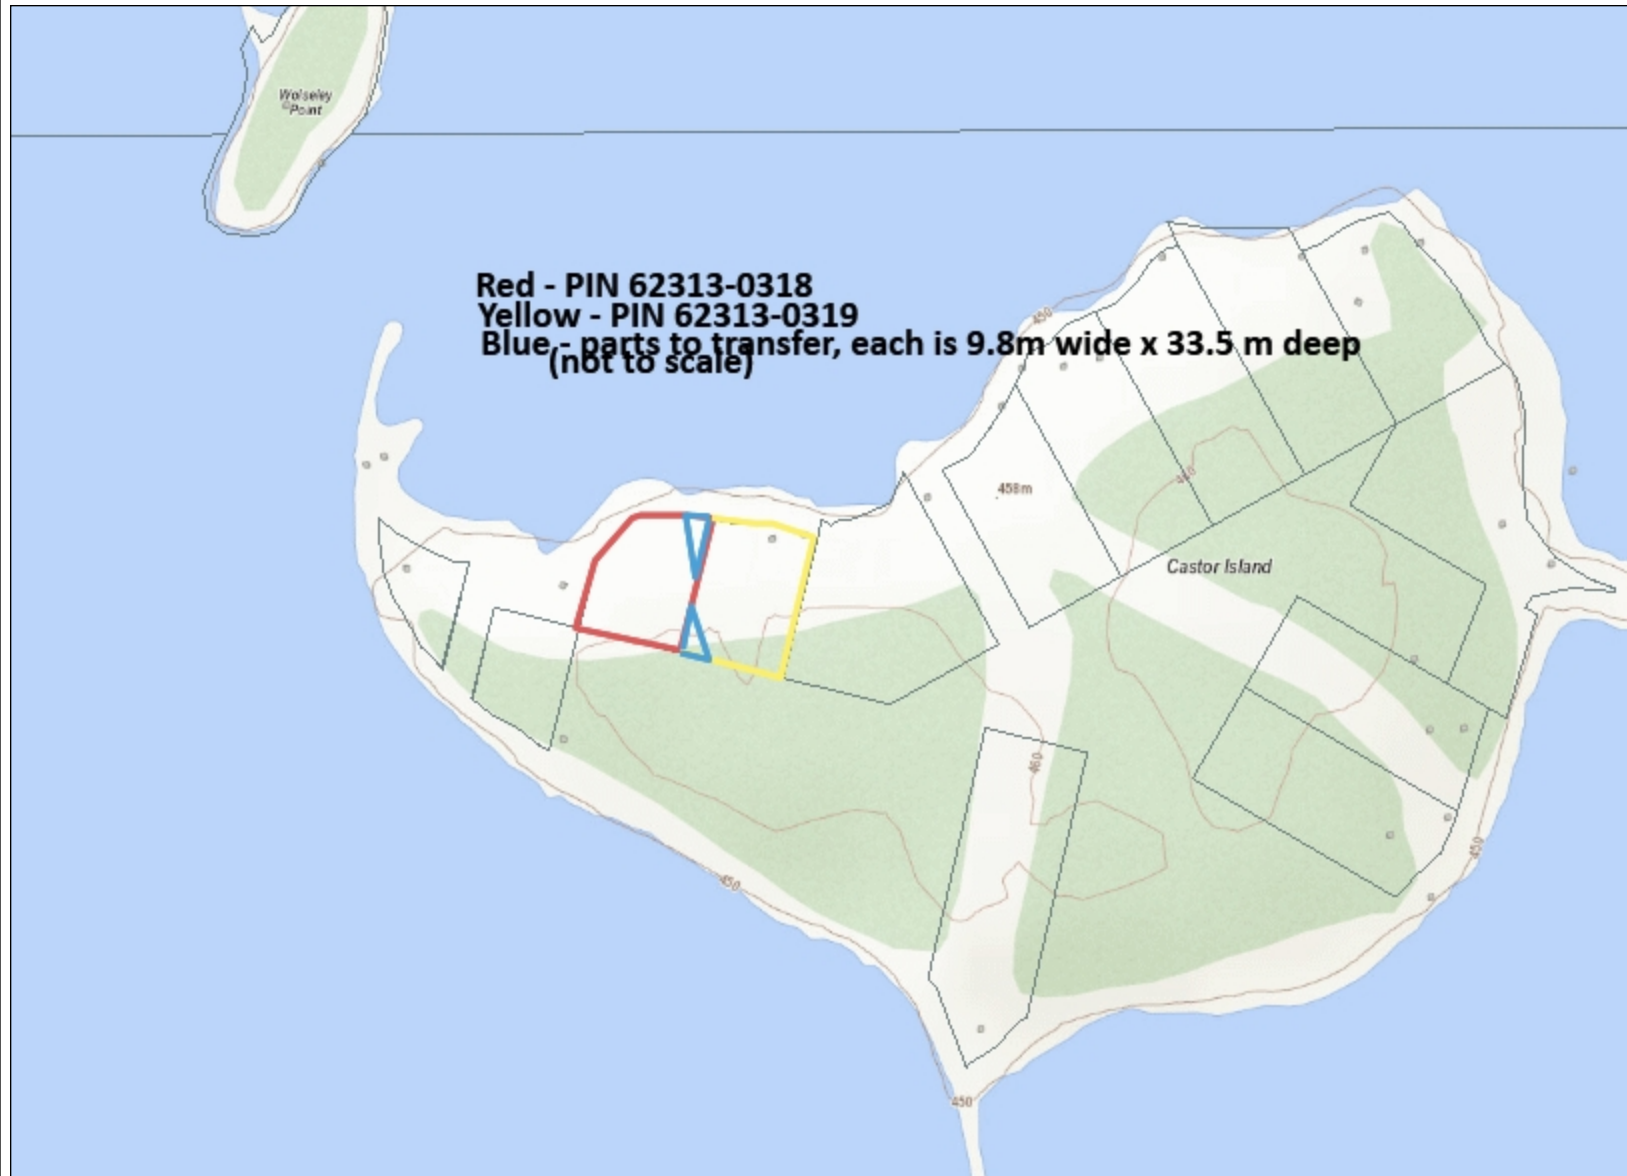 Wolseley
Point
Red - PIN 62313-0318
Yellow - PIN 62313-0319
Blue - parts to transfer, each is 9.8m wide x 33.5 m deep
(not to scale)
450
460
458m
Castor Island
460
450
450
450